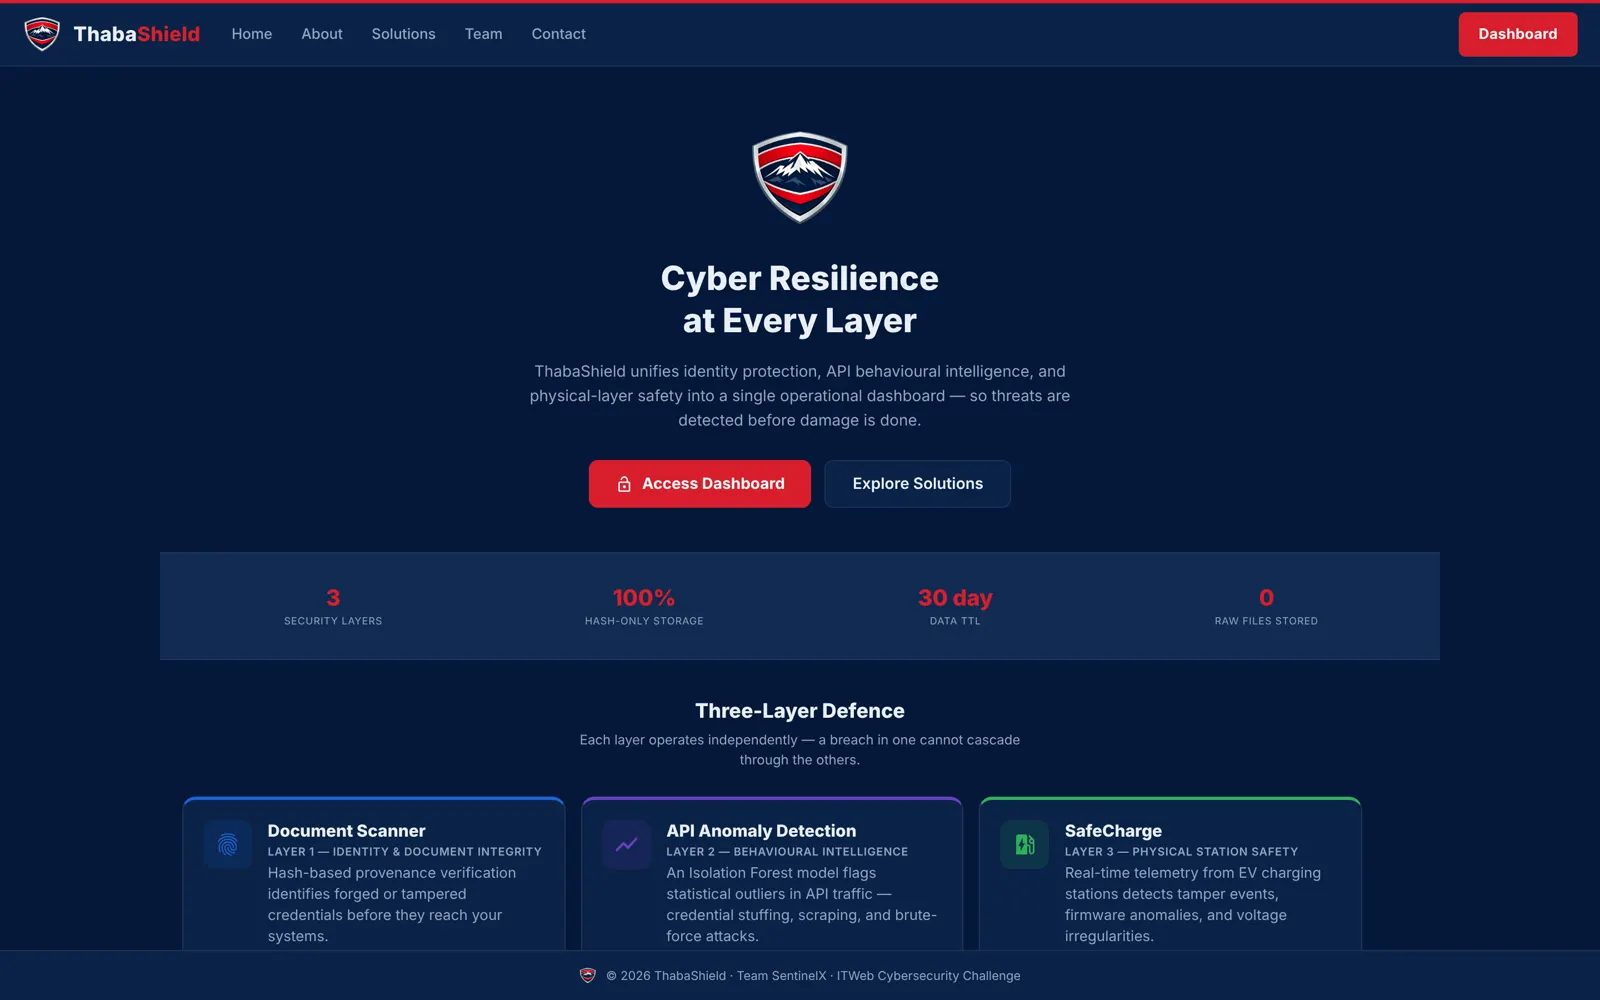 ThabaShield
Home
About
Solutions
Team
Contact
Dashboard
Cyber Resilience
at Every Layer
ThabaShield unifies identity protection, API behavioural intelligence, and
physical-layer safety into a single operational dashboard — so threats are
detected before damage is done.
Access Dashboard
Explore Solutions
3
SECURITY LAYERS
100%
HASH-ONLY STORAGE
30 day
DATA TTL
0
RAW FILES STORED
Three-Layer Defence
Each layer operates independently — a breach in one cannot cascade
through the others.
Document Scanner
LAYER 1 — IDENTITY & DOCUMENT INTEGRITY
Hash-based provenance verification
identifies forged or tampered
credentials before they reach your
systems.
API Anomaly Detection
LAYER 2 — BEHAVIOURAL INTELLIGENCE
An Isolation Forest model flags
statistical outliers in API traffic —
credential stuffing, scraping, and brute-
force attacks.
SafeCharge
LAYER 3 — PHYSICAL STATION SAFETY
Real-time telemetry from EV charging
stations detects tamper events,
firmware anomalies, and voltage
irregularities.
© 2026 ThabaShield · Team SentinelX · ITWeb Cybersecurity Challenge